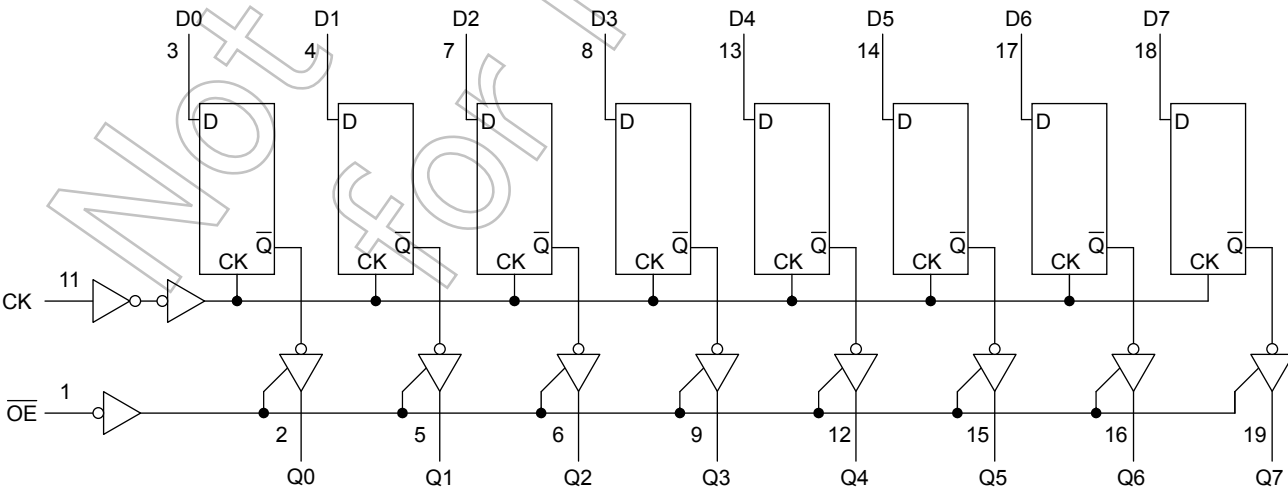 D0 D1 D2 D3 D4 D5 D6 D7
3 4 7 8 13 14 17 18
D D D D D D D D
Q̅ Q̅ Q̅ Q̅ Q̅ Q̅ Q̅ Q̅
CK CK CK CK CK CK CK CK
CK 11
O̅E̅ 1
2 5 6 9 12 15 16 19
Q0 Q1 Q2 Q3 Q4 Q5 Q6 Q7
Not
for